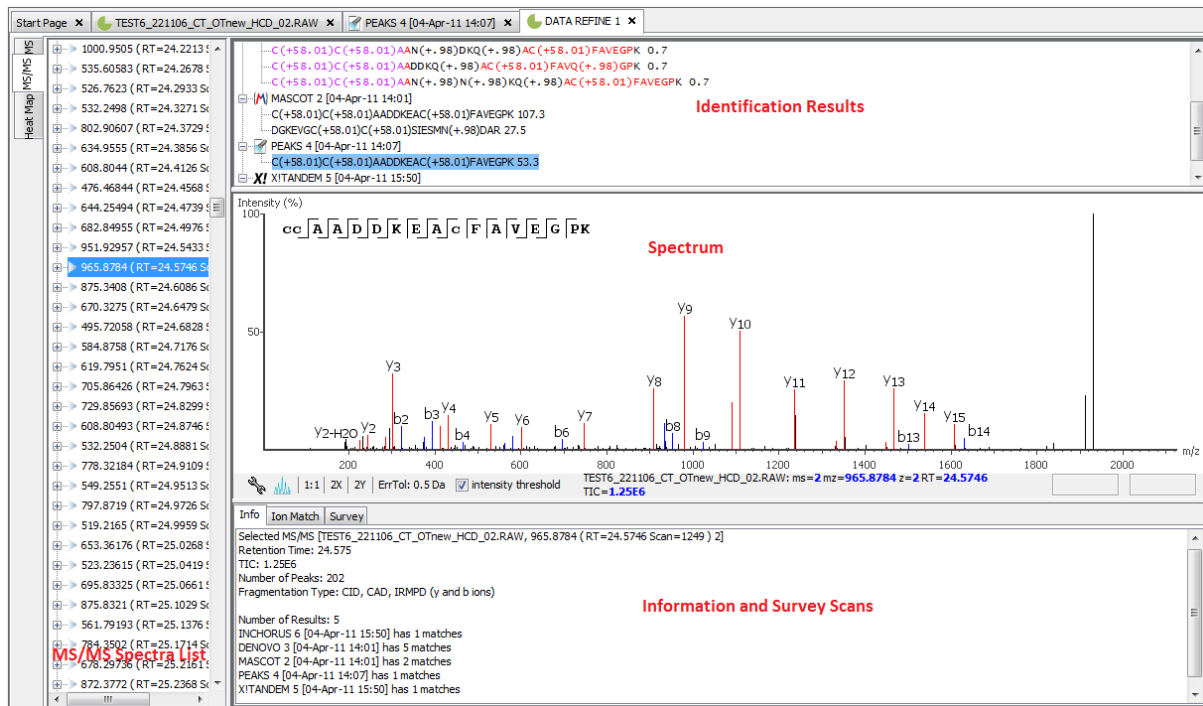 Start Page
TEST6_221106_CT_OTnew_HCD_02.RAW
PEAKS 4 [04-Apr-11 14:07]
DATA REFINE 1
MS
MS/MS
Heat Map
1000.9505 (RT=24.2213
535.60583 (RT=24.2678 S
526.7623 (RT=24.2933 Sc
532.2498 (RT=24.3271 Sc
802.90607 (RT=24.3729 S
634.9555 (RT=24.3856 Sc
608.8044 (RT=24.4126 Sc
476.46844 (RT=24.4568 S
644.25494 (RT=24.4739 S
682.84955 (RT=24.4976 S
951.92957 (RT=24.5433 S
965.8784 (RT=24.5746 Sc
875.3408 (RT=24.6086 Sc
670.3275 (RT=24.6479 Sc
495.72058 (RT=24.6828 S
584.8758 (RT=24.7176 Sc
619.7951 (RT=24.7624 Sc
705.86426 (RT=24.7963 S
729.85693 (RT=24.8299 S
608.80493 (RT=24.8746 S
532.2504 (RT=24.8881 Sc
778.32184 (RT=24.9109 S
549.2551 (RT=24.9513 Sc
797.8719 (RT=24.9726 Sc
519.2165 (RT=24.9959 Sc
653.36176 (RT=25.0268 S
523.23615 (RT=25.0419 S
695.83325 (RT=25.0661 S
875.8321 (RT=25.1029 Sc
561.79193 (RT=25.1376 S
784.3502 (RT=25.1714 Sc
MS/MS Spectra List
678.29736 (RT=25.2161 S
872.3772 (RT=25.2368 Sc
C(+58.01)C(+58.01)AAN(+.98)DKQ(+.98)AC(+58.01)FAVEGPK 0.7
C(+58.01)C(+58.01)AADDKQ(+.98)AC(+58.01)FAVQ(+.98)GPK 0.7
C(+58.01)C(+58.01)AAN(+.98)N(+.98)KQ(+.98)AC(+58.01)FAVEGPK 0.7
MASCOT 2 [04-Apr-11 14:01]
Identification Results
C(+58.01)C(+58.01)AADDKEAC(+58.01)FAVEGPK 107.3
DGKEVGC(+58.01)C(+58.01)SIESMN(+.98)DAR 27.5
PEAKS 4 [04-Apr-11 14:07]
C(+58.01)C(+58.01)AADDKEAC(+58.01)FAVEGPK 53.3
X! X!TANDEM 5 [04-Apr-11 15:50]
Intensity (%)
100
cc A A D D K E A c F A V E G PK
Spectrum
50
y2-H2O y2 b2 y3 b3 y4 b4 y5 y6 b6 y7 y8 b8 y9 b9 y10 y11 y12 y13 b13 y14 y15 b14
200 400 600 800 1000 1200 1400 1600 1800 2000 m/z
1:1 2X 2Y ErrTol: 0.5 Da intensity threshold
TEST6_221106_CT_OTnew_HCD_02.RAW: ms=2 mz=965.8784 z=2 RT=24.5746
TIC=1.25E6
Info Ion Match Survey
Selected MS/MS [TEST6_221106_CT_OTnew_HCD_02.RAW, 965.8784 (RT=24.5746 Scan=1249 ) 2]
Retention Time: 24.575
TIC: 1.25E6
Number of Peaks: 202
Fragmentation Type: CID, CAD, IRMPD (y and b ions)
Information and Survey Scans
Number of Results: 5
INCHORUS 6 [04-Apr-11 15:50] has 1 matches
DENOVO 3 [04-Apr-11 14:01] has 5 matches
MASCOT 2 [04-Apr-11 14:01] has 2 matches
PEAKS 4 [04-Apr-11 14:07] has 1 matches
X!TANDEM 5 [04-Apr-11 15:50] has 1 matches